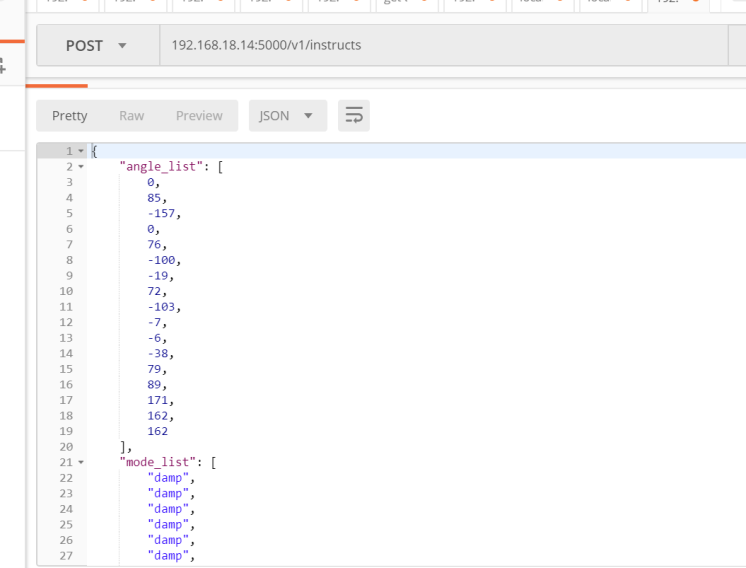 POST
192.168.18.14:5000/v1/instructs
Pretty Raw Preview JSON
1 {
2 "angle_list": [
3 0,
4 85,
5 -157,
6 0,
7 76,
8 -100,
9 -19,
10 72,
11 -103,
12 -7,
13 -6,
14 -38,
15 79,
16 89,
17 171,
18 162,
19 162
20 ],
21 "mode_list": [
22 "damp",
23 "damp",
24 "damp",
25 "damp",
26 "damp",
27 "damp",